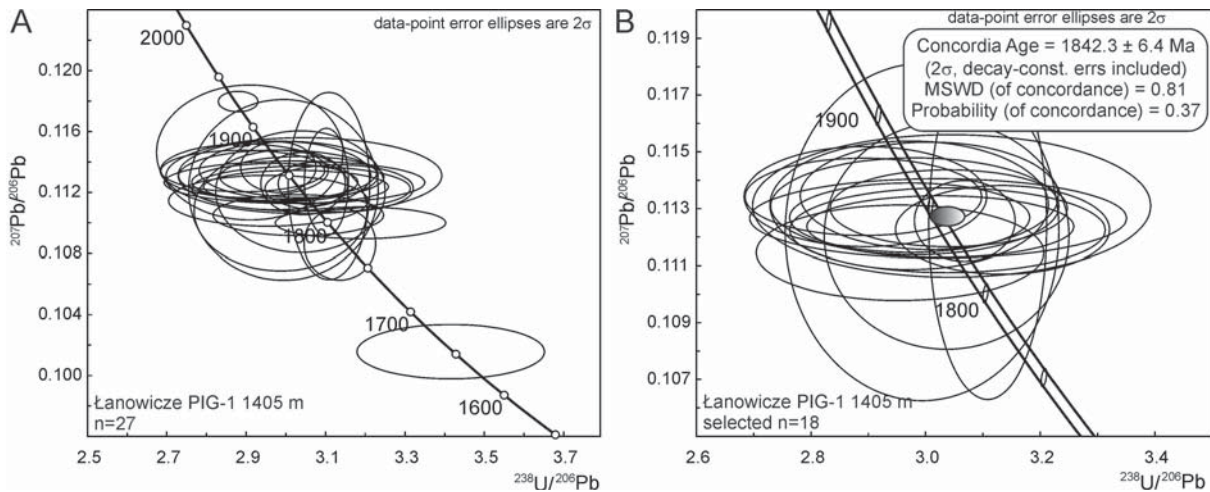 A
data-point error ellipses are 2σ
2000
1900
1800
1700
1600
0.120
0.116
0.112
0.108
0.104
0.100
²⁰⁷Pb/²⁰⁶Pb
Łanowicze PIG-1 1405 m
n=27
2.5
2.7
2.9
3.1
3.3
3.5
3.7
²³⁸U/²⁰⁶Pb
B
data-point error ellipses are 2σ
Concordia Age = 1842.3 ± 6.4 Ma
(2σ, decay-const. errs included)
MSWD (of concordance) = 0.81
Probability (of concordance) = 0.37
1900
1800
0.119
0.117
0.115
0.113
0.111
0.109
0.107
²⁰⁷Pb/²⁰⁶Pb
Łanowicze PIG-1 1405 m
selected n=18
2.6
2.8
3.0
3.2
3.4
²³⁸U/²⁰⁶Pb